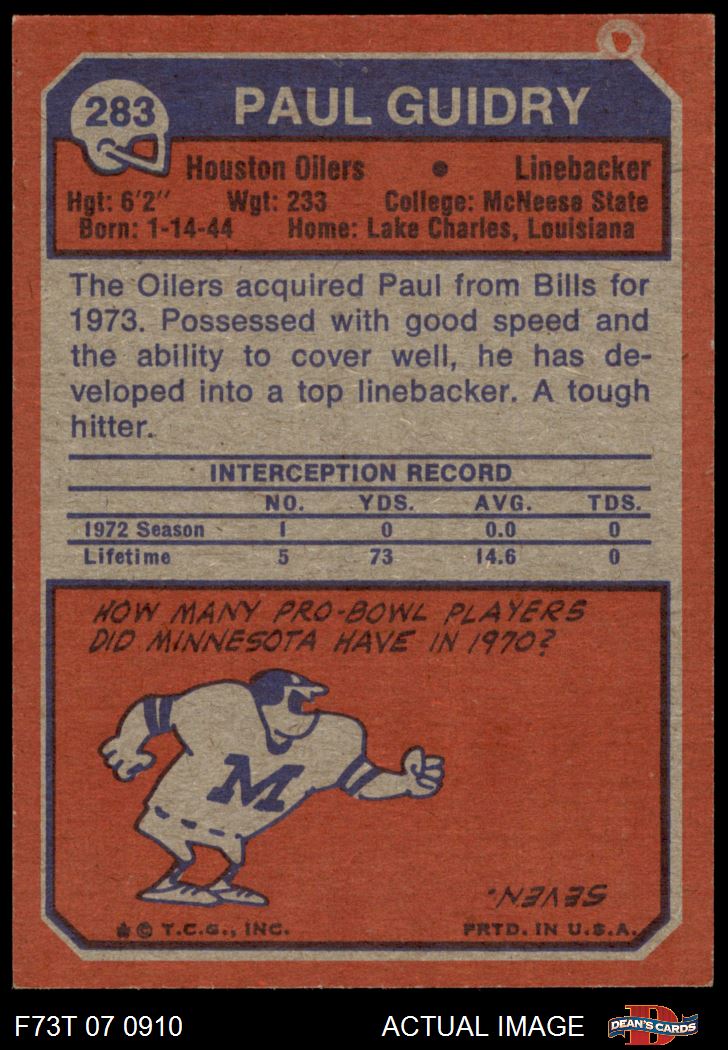 283
PAUL GUIDRY
Houston Oilers • Linebacker
Hgt: 6'2" Wgt: 233 College: McNeese State
Born: 1-14-44 Home: Lake Charles, Louisiana
The Oilers acquired Paul from Bills for
1973. Possessed with good speed and
the ability to cover well, he has de-
veloped into a top linebacker. A tough
hitter.
INTERCEPTION RECORD
NO. YDS. AVG. TDS.
1972 Season 1 0 0.0 0
Lifetime 5 73 14.6 0
HOW MANY PRO-BOWL PLAYERS
DID MINNESOTA HAVE IN 1970?
M
SEVEN.
* © T.C.G., INC. PRTD. IN U.S.A.
F73T 07 0910 ACTUAL IMAGE D DEAN'S CARDS